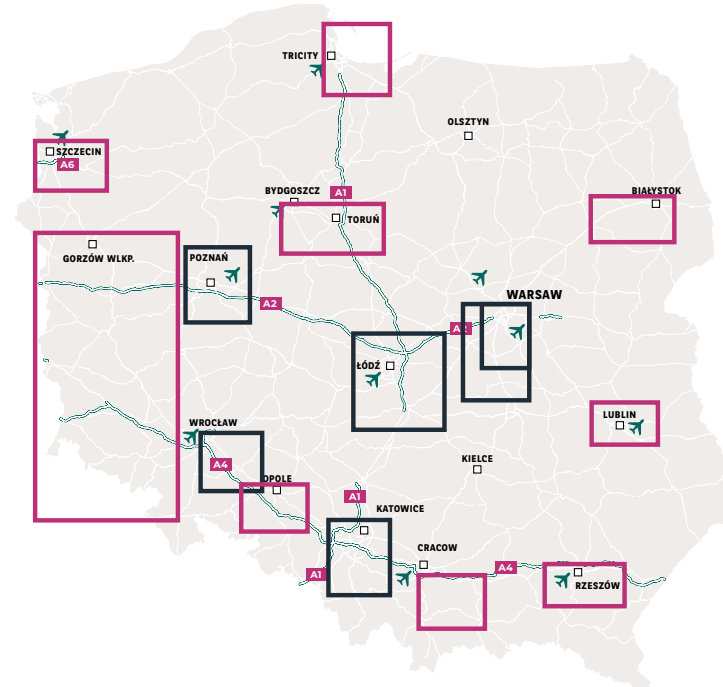 TRICITY
OLSZTYN
SZCZECIN
A6
BYDGOSZCZ
A1
BIAŁYSTOK
TORUŃ
GORZÓW WLKP.
POZNAŃ
WARSAW
A2
A2
ŁÓDŹ
LUBLIN
WROCŁAW
A4
KIELCE
OPOLE
A1
KATOWICE
CRACOW
A1
A4
RZESZÓW